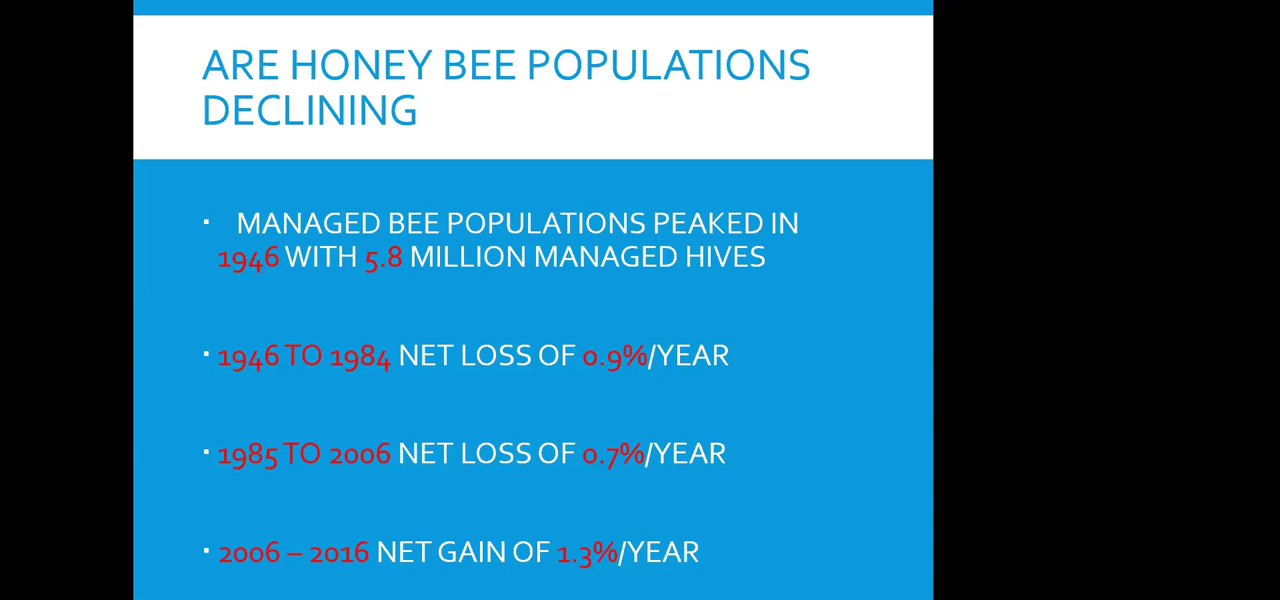 ARE HONEY BEE POPULATIONS
DECLINING
▪ MANAGED BEE POPULATIONS PEAKED IN
1946 WITH 5.8 MILLION MANAGED HIVES
▪ 1946 TO 1984 NET LOSS OF 0.9%/YEAR
▪ 1985 TO 2006 NET LOSS OF 0.7%/YEAR
▪ 2006 – 2016 NET GAIN OF 1.3%/YEAR